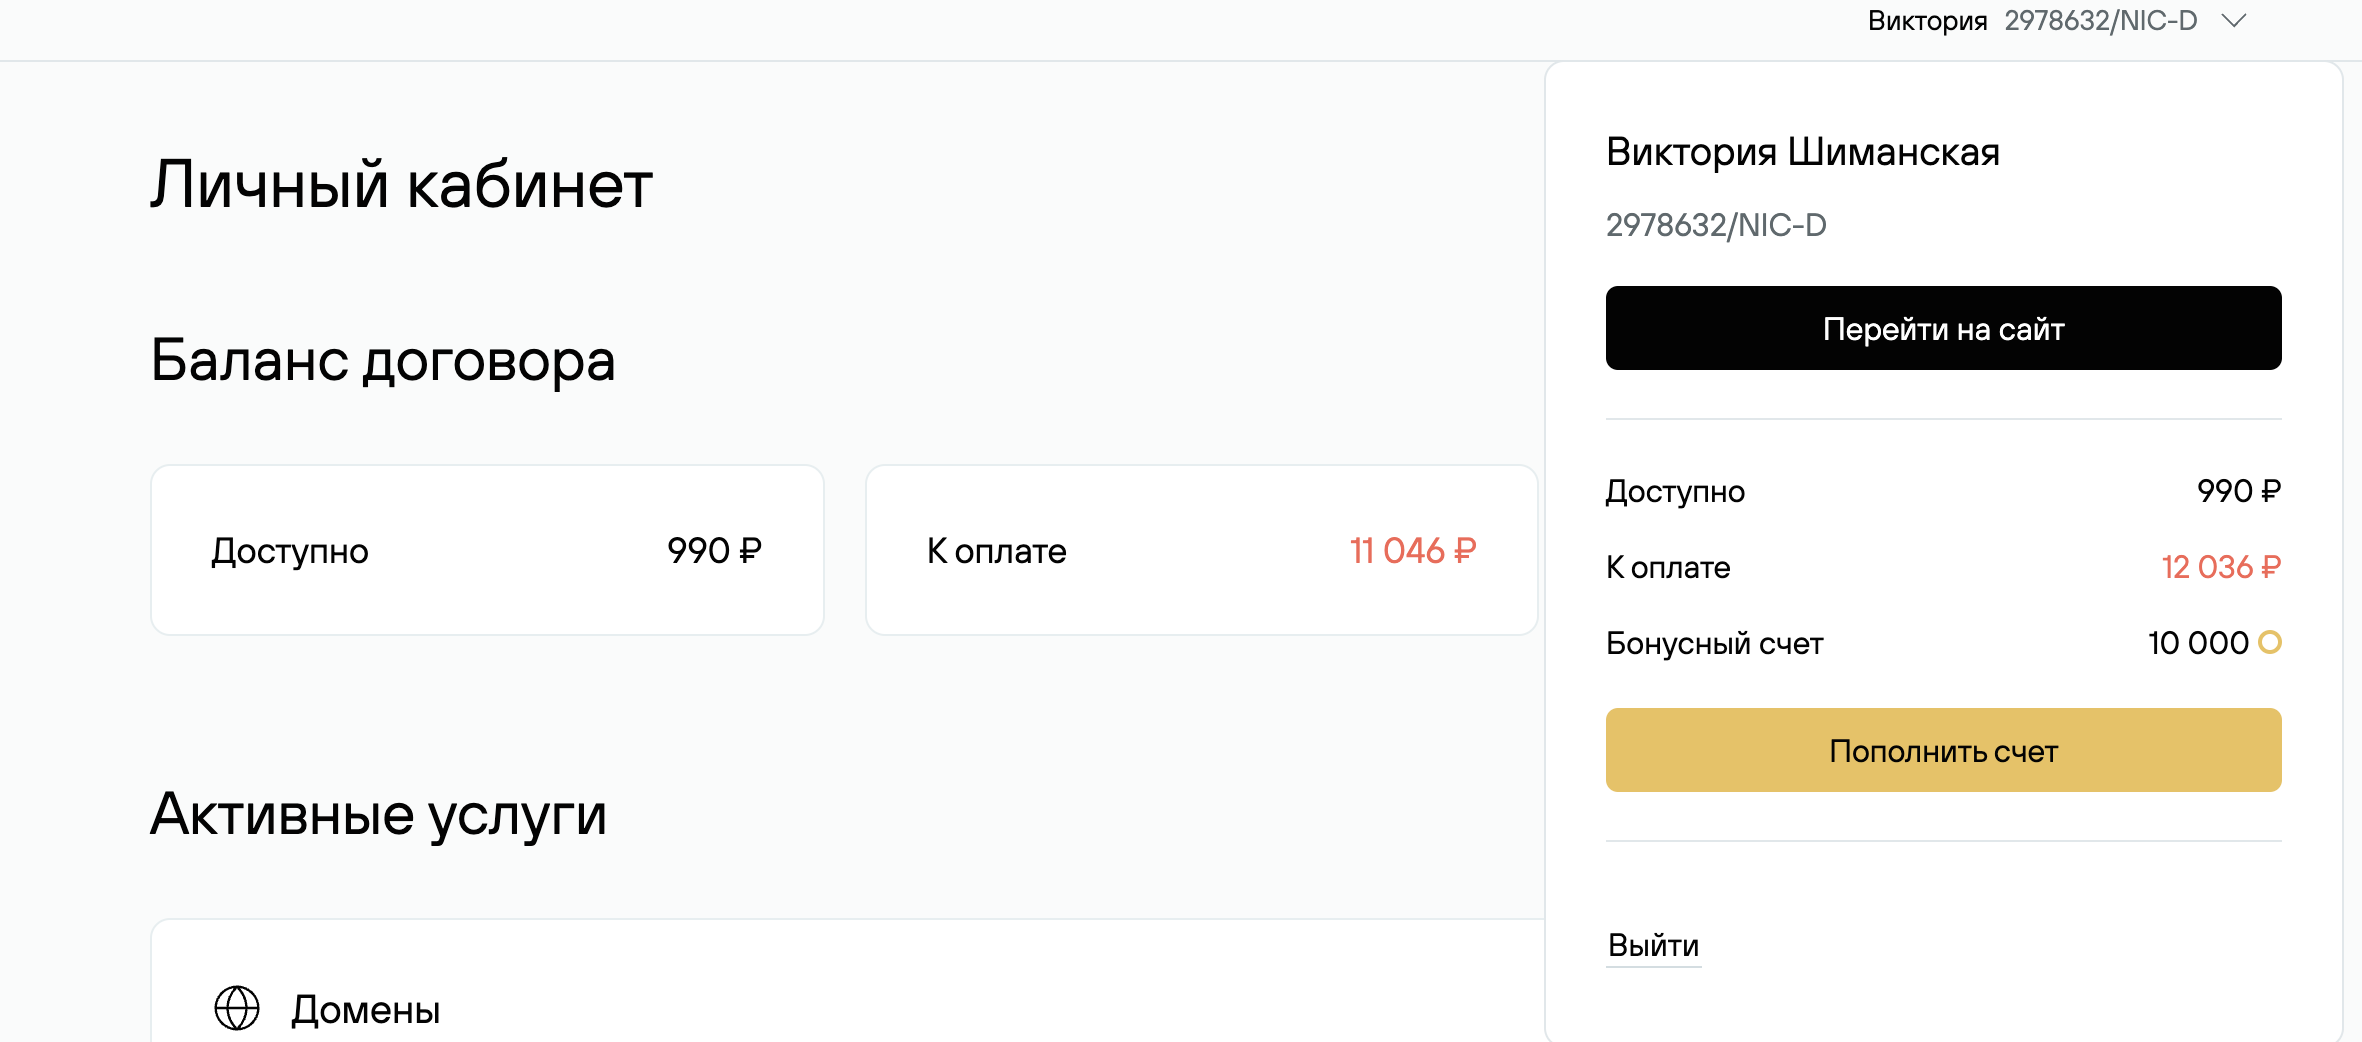 Виктория 2978632/NIC-D
Личный кабинет
Баланс договора
Доступно 990 ₽
К оплате 11 046 ₽
Активные услуги
Домены
Виктория Шиманская
2978632/NIC-D
Перейти на сайт
Доступно 990 ₽
К оплате 12 036 ₽
Бонусный счет 10 000
Пополнить счет
Выйти